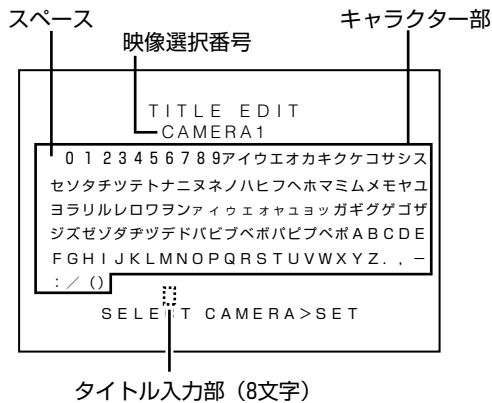 スペース
キャラクター部
映像選択番号
TITLE EDIT
CAMERA1
0123456789アイウエオカキクケコサシス
セソタチツテトナニヌネノハヒフヘホマミムメモヤユ
ヨラリルレロワヲンァィゥェォャュョッガギグゲゴザ
ジズゼゾダヂヅデドバビブベボパピプペポABCDE
FGHIJKLMNOPQRSTUVWXYZ.,−
:／()
SELECT CAMERA>SET
タイトル入力部（8文字）